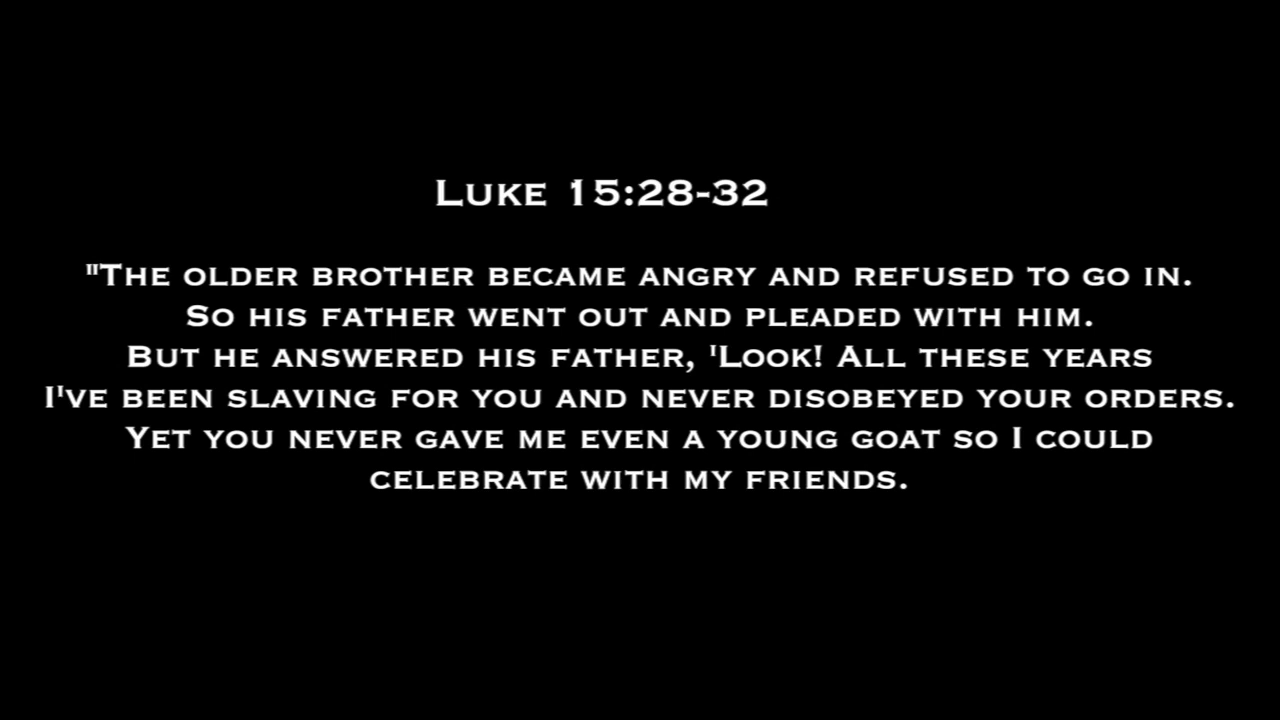 Luke 15:28-32
"The older brother became angry and refused to go in.
So his father went out and pleaded with him.
But he answered his father, 'Look! All these years
I've been slaving for you and never disobeyed your orders.
Yet you never gave me even a young goat so I could
celebrate with my friends.